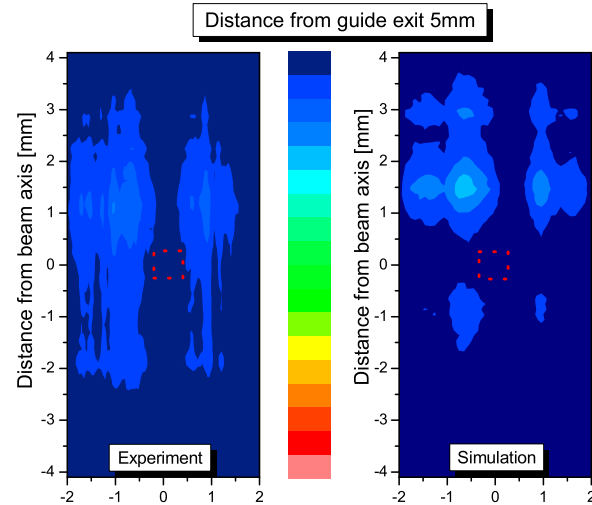 Distance from guide exit 5mm
Distance from beam axis [mm]
4
3
2
1
0
-1
-2
-3
-4
Experiment
-2 -1 0 1 2
Distance from beam axis [mm]
4
3
2
1
0
-1
-2
-3
-4
Simulation
-2 -1 0 1 2